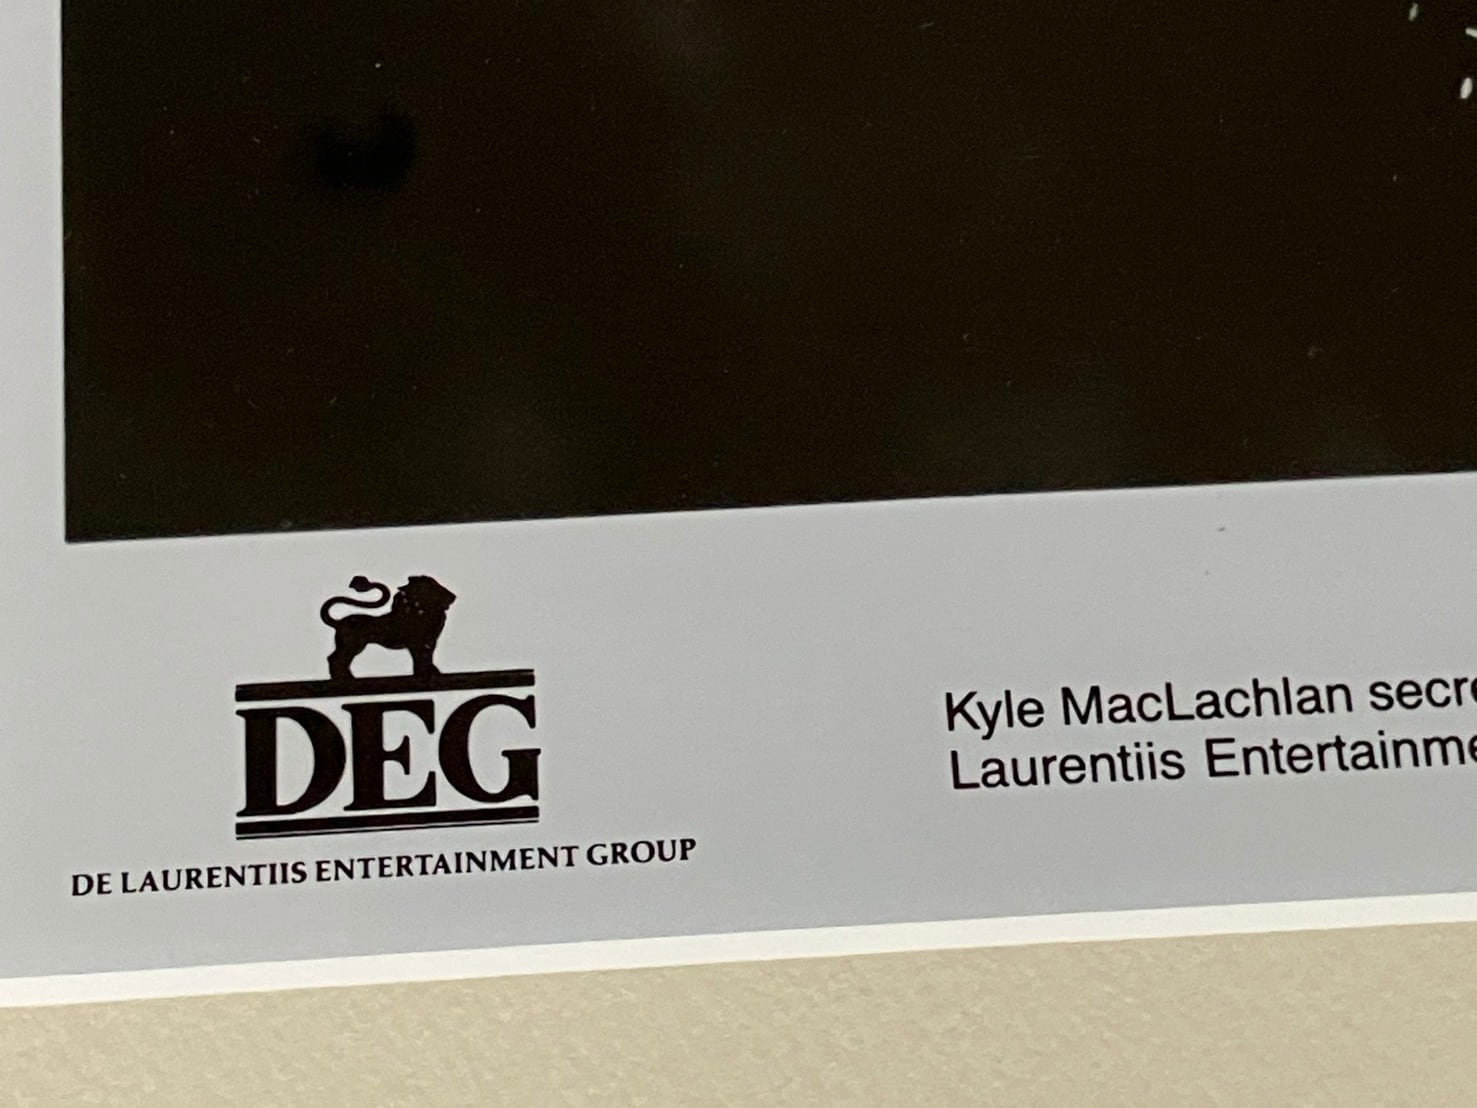 DEG
DE LAURENTIIS ENTERTAINMENT GROUP
Kyle MacLachlan
Laurentiis